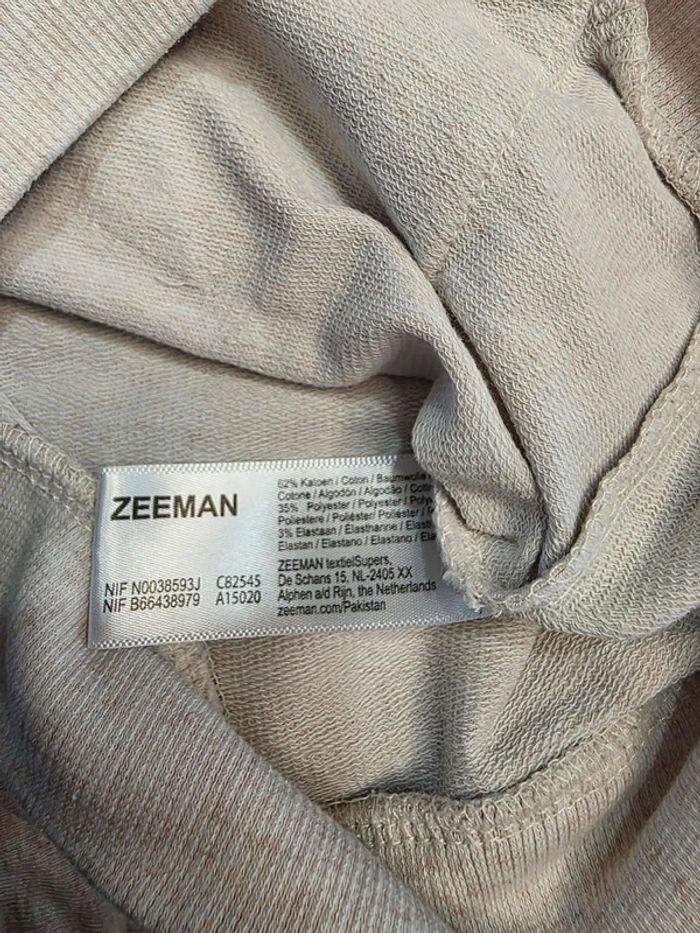 ZEEMAN
62% Katoen / Coton / Baumwolle
Cotone / Algodón / Algodão /
35% Polyester / Polyester /
Poliestere / Poliéster / Poliéster /
3% Elastaan / Élasthanne /
Elastan / Elastano / Elastano /
ZEEMAN textielSupers,
De Schans 15, NL-2405 XX
Alphen a/d Rijn, the Netherlands
zeeman.com/Pakistan
NIF N0038593J C82545
NIF B66438979 A15020